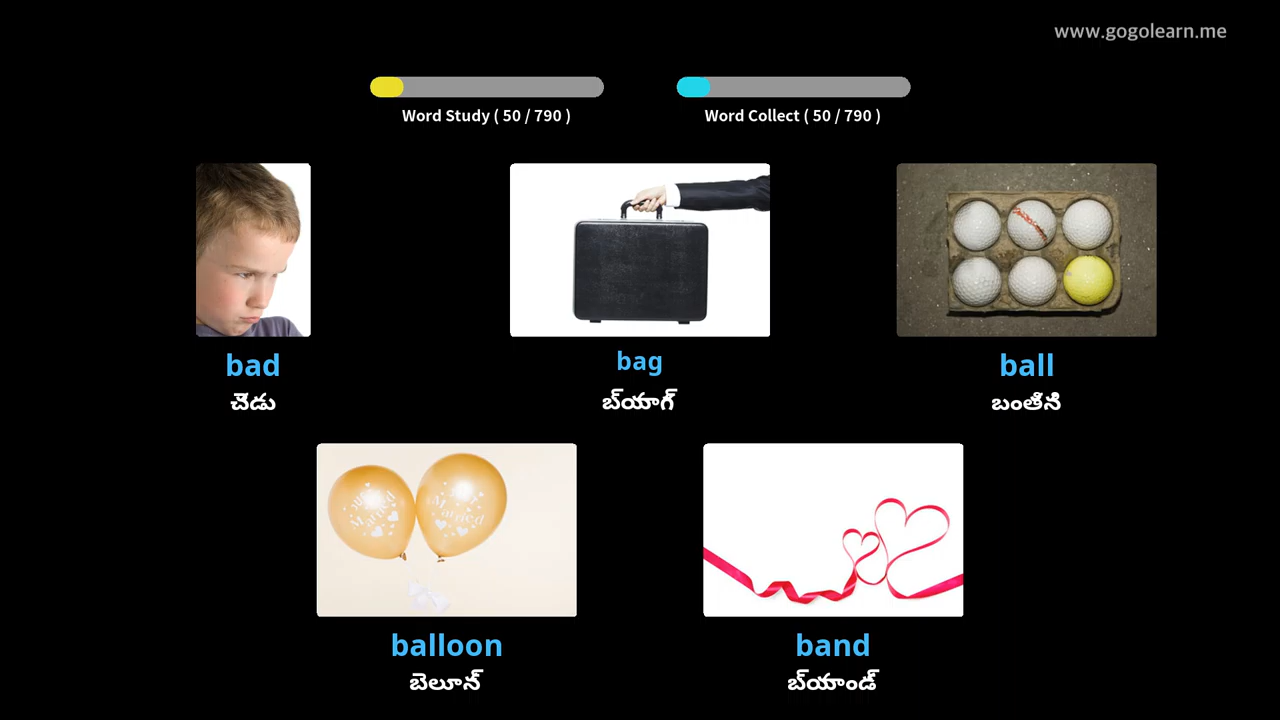 www.gogolearn.me
Word Study ( 50 / 790 )
Word Collect ( 50 / 790 )
bad
చెడు
bag
బ్యాగ్
ball
బంతిని
balloon
బెలూన్
band
బ్యాండ్